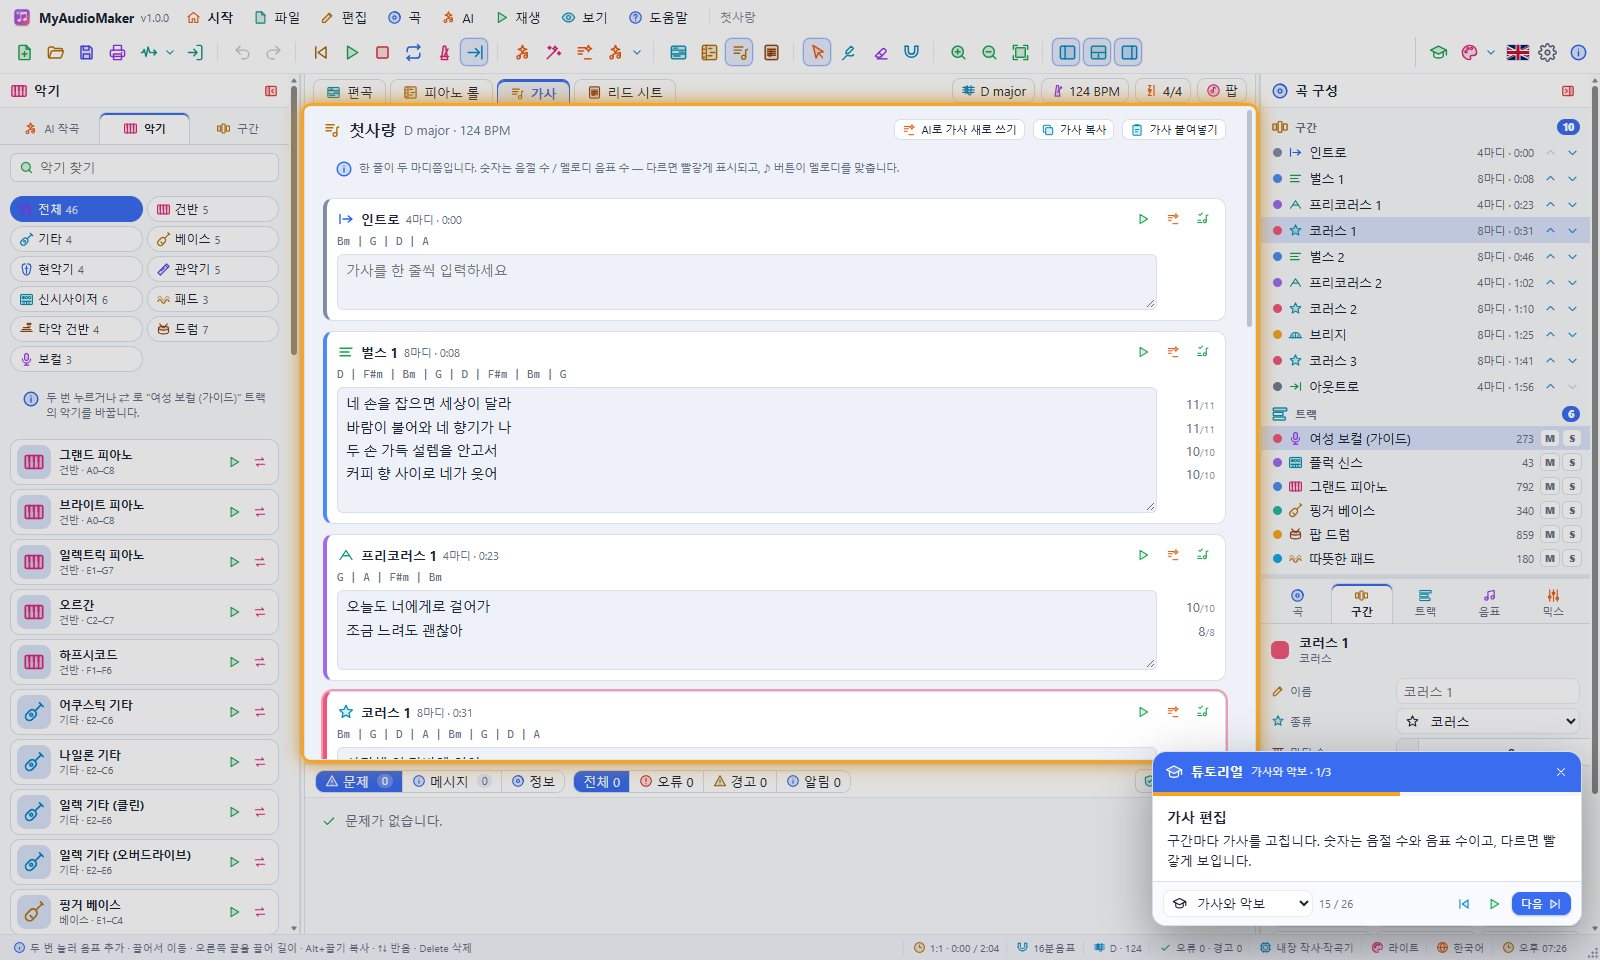 MyAudioMaker v1.0.0 시작 파일 편집 곡 AI 재생 보기 도움말 첫사랑
악기
AI 작곡 악기 구간
악기 찾기
전체 46 건반 5
기타 4 베이스 5
현악기 4 관악기 5
신시사이저 6 패드 3
타악 건반 4 드럼 7
보컬 3
두 번 누르거나 ⇄ 로 "여성 보컬 (가이드)" 트랙
의 악기를 바꿉니다.
그랜드 피아노
건반 · A0–C8
브라이트 피아노
건반 · A0–C8
일렉트릭 피아노
건반 · E1–G7
오르간
건반 · C2–C7
하프시코드
건반 · F1–F6
어쿠스틱 기타
기타 · E2–C6
나일론 기타
기타 · E2–C6
일렉 기타 (클린)
기타 · E2–E6
일렉 기타 (오버드라이브)
기타 · E2–E6
핑거 베이스
베이스 · E1–C4
편곡 피아노 롤 가사 리드 시트 D major 124 BPM 4/4 팝
첫사랑 D major · 124 BPM AI로 가사 새로 쓰기 가사 복사 가사 붙여넣기
한 줄이 두 마디쯤입니다. 숫자는 음절 수 / 멜로디 음표 수 — 다르면 빨갛게 표시되고, ♪ 버튼이 멜로디를 맞춥니다.
인트로 4마디 · 0:00
Bm | G | D | A
가사를 한 줄씩 입력하세요
벌스 1 8마디 · 0:08
D | F#m | Bm | G | D | F#m | Bm | G
네 손을 잡으면 세상이 달라 11/11
바람이 불어와 네 향기가 나 11/11
두 손 가득 설렘을 안고서 10/10
커피 향 사이로 네가 웃어 10/10
프리코러스 1 4마디 · 0:23
G | A | F#m | Bm
오늘도 너에게로 걸어가 10/10
조금 느려도 괜찮아 8/8
코러스 1 8마디 · 0:31
Bm | G | D | A | Bm | G | D | A
문제 0 메시지 0 정보 전체 0 오류 0 경고 0 알림 0
문제가 없습니다.
곡 구성
구간 10
인트로 4마디 · 0:00
벌스 1 8마디 · 0:08
프리코러스 1 4마디 · 0:23
코러스 1 8마디 · 0:31
벌스 2 8마디 · 0:46
프리코러스 2 4마디 · 1:02
코러스 2 8마디 · 1:10
브리지 8마디 · 1:25
코러스 3 8마디 · 1:41
아웃트로 4마디 · 1:56
트랙 6
여성 보컬 (가이드) 273 M S
플럭 신스 43 M S
그랜드 피아노 792 M S
핑거 베이스 340 M S
팝 드럼 859 M S
따뜻한 패드 180 M S
곡 구간 트랙 음표 믹스
코러스 1
코러스
이름 코러스 1
종류 코러스
튜토리얼 가사와 악보 · 1/3
가사 편집
구간마다 가사를 고칩니다. 숫자는 음절 수와 음표 수이고, 다르면 빨
갛게 보입니다.
가사와 악보 15 / 26 다음
두 번 눌러 음표 추가 · 끌어서 이동 · 오른쪽 끝을 끌어 길이 · Alt+끌기 복사 · ↑↓ 반음 · Delete 삭제
1:1 · 0:00 / 2:04 16분음표 D · 124 오류 0 · 경고 0 내장 작사·작곡기 라이트 한국어 오후 07:26